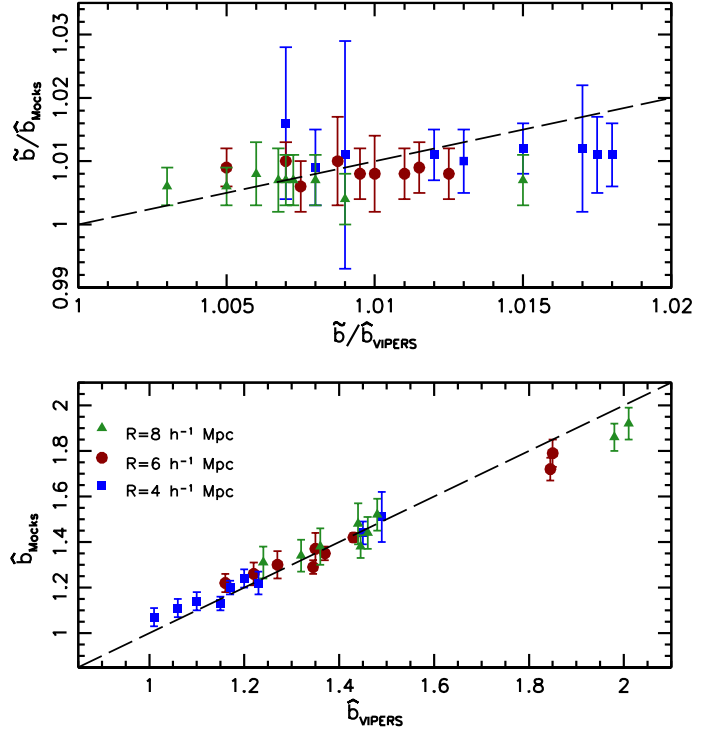 1.03
1.02
1.01
1
0.99
b̃/b̂Mocks
1 1.005 1.01 1.015 1.02
b̃/b̂VIPERS
2
1.8
1.6
1.4
1.2
1
b̂Mocks
R=8 h⁻¹ Mpc
R=6 h⁻¹ Mpc
R=4 h⁻¹ Mpc
1 1.2 1.4 1.6 1.8 2
b̂VIPERS